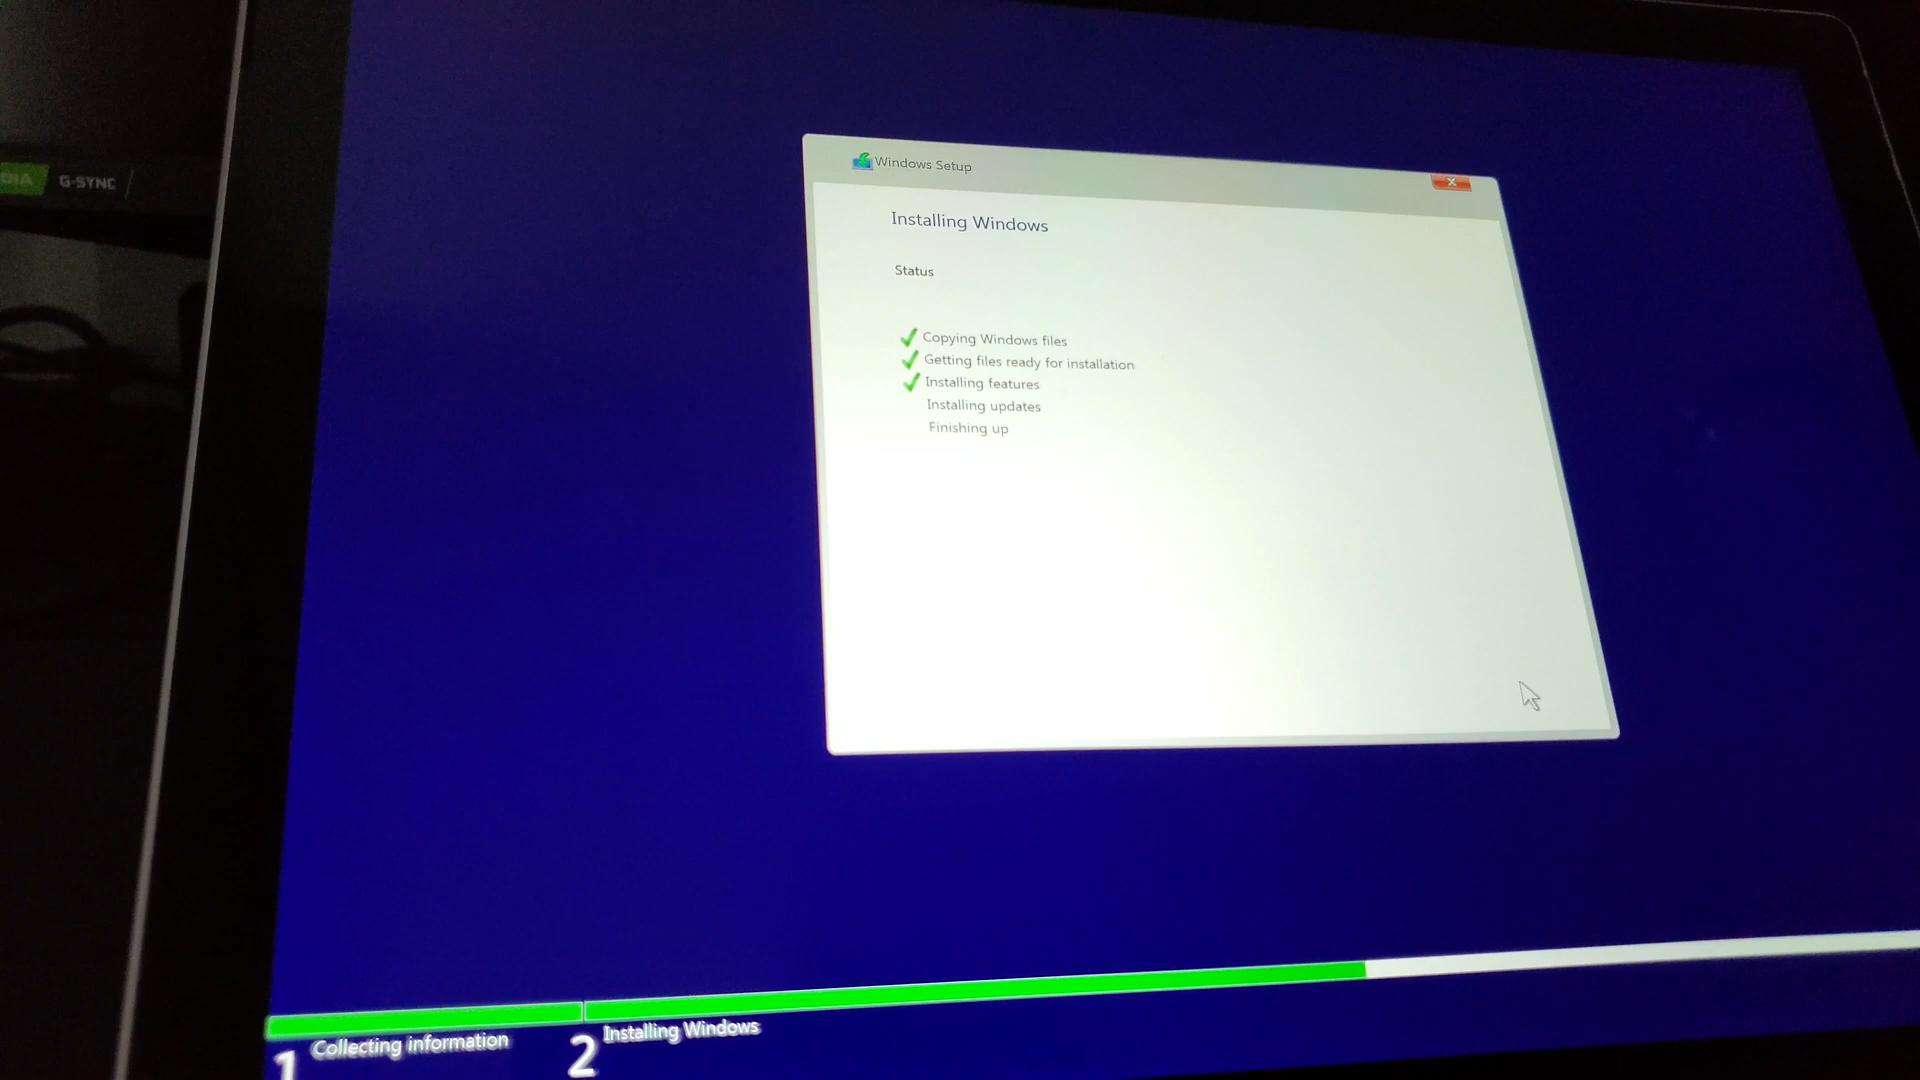 DIA G-SYNC
Windows Setup
Installing Windows
Status
Copying Windows files
Getting files ready for installation
Installing features
Installing updates
Finishing up
1 Collecting information
2 Installing Windows